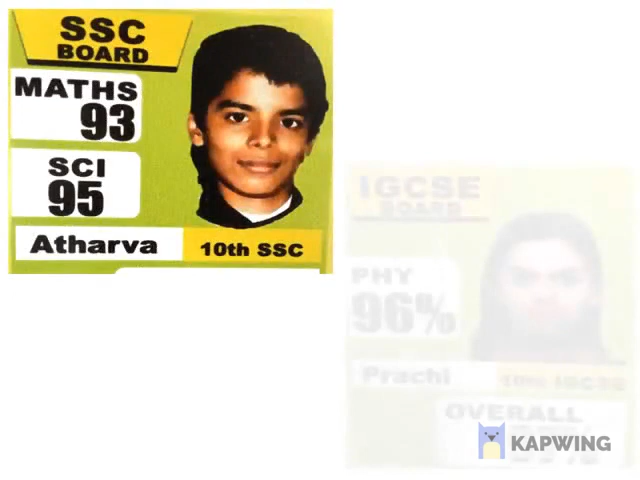 SSC
BOARD
MATHS
93
SCI
95
Atharva
10th SSC
IGCSE
BOARD
PHY
96%
Prachi
10th IGCSE
OVERALL
KAPWING